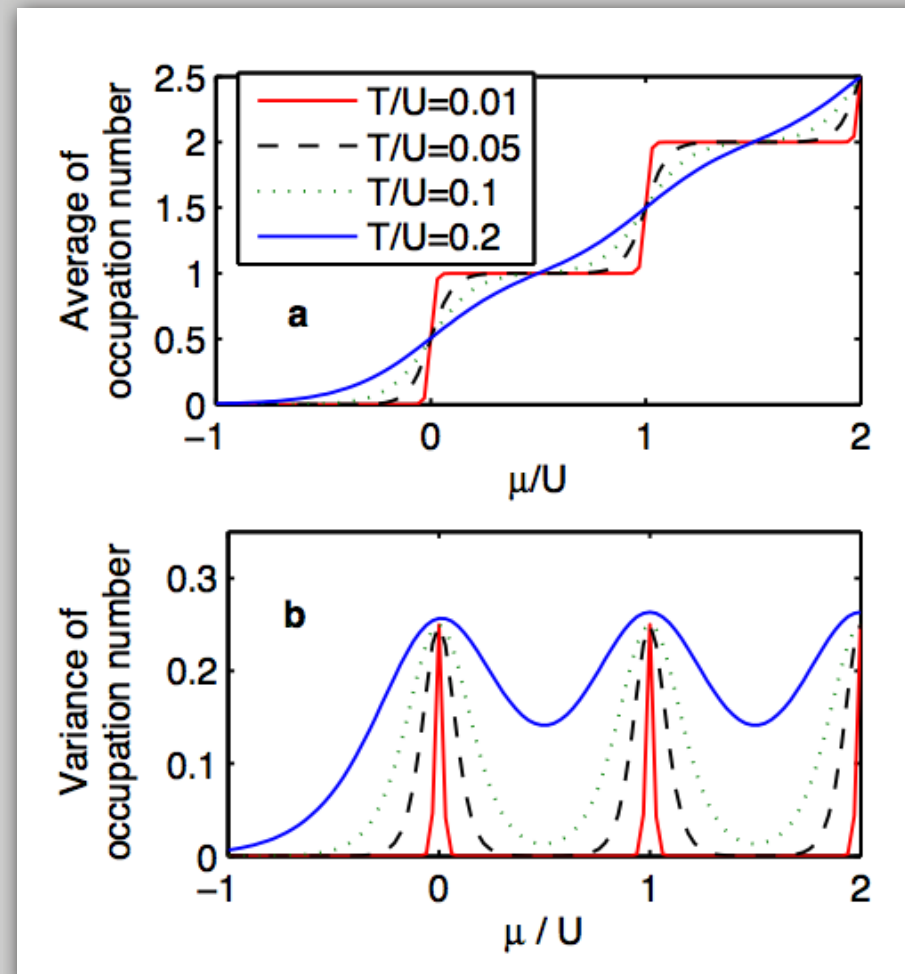 Average of
occupation number
2.5
2
1.5
1
0.5
0
T/U=0.01
T/U=0.05
T/U=0.1
T/U=0.2
a
−1
0
1
2
μ/U
Variance of
occupation number
0.3
0.2
0.1
0
b
−1
0
1
2
μ / U